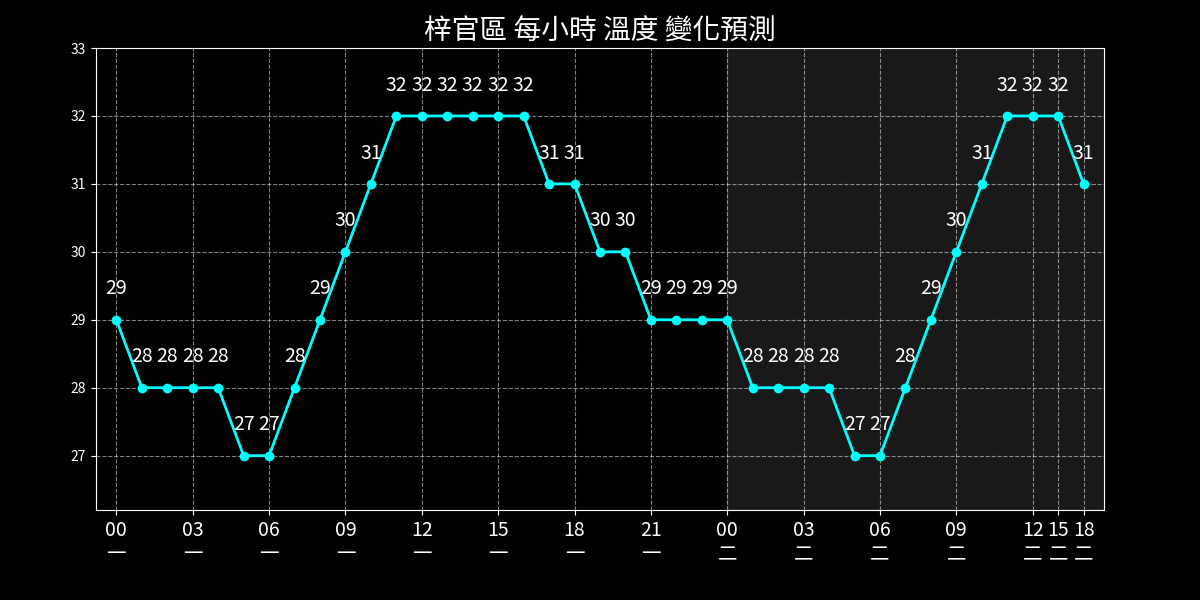 梓官區 每小時 溫度 變化預測
33
32 32 32 32 32 32 32 32 32
32
31 31 31 31 31
31
30 30 30 30
30
29 29 29 29 29 29 29
29
28 28 28 28 28 28 28 28 28 28
28
27 27 27 27
27
00 03 06 09 12 15 18 21 00 03 06 09 12 15 18
一 一 一 一 一 一 一 一 二 二 二 二 二 二 二